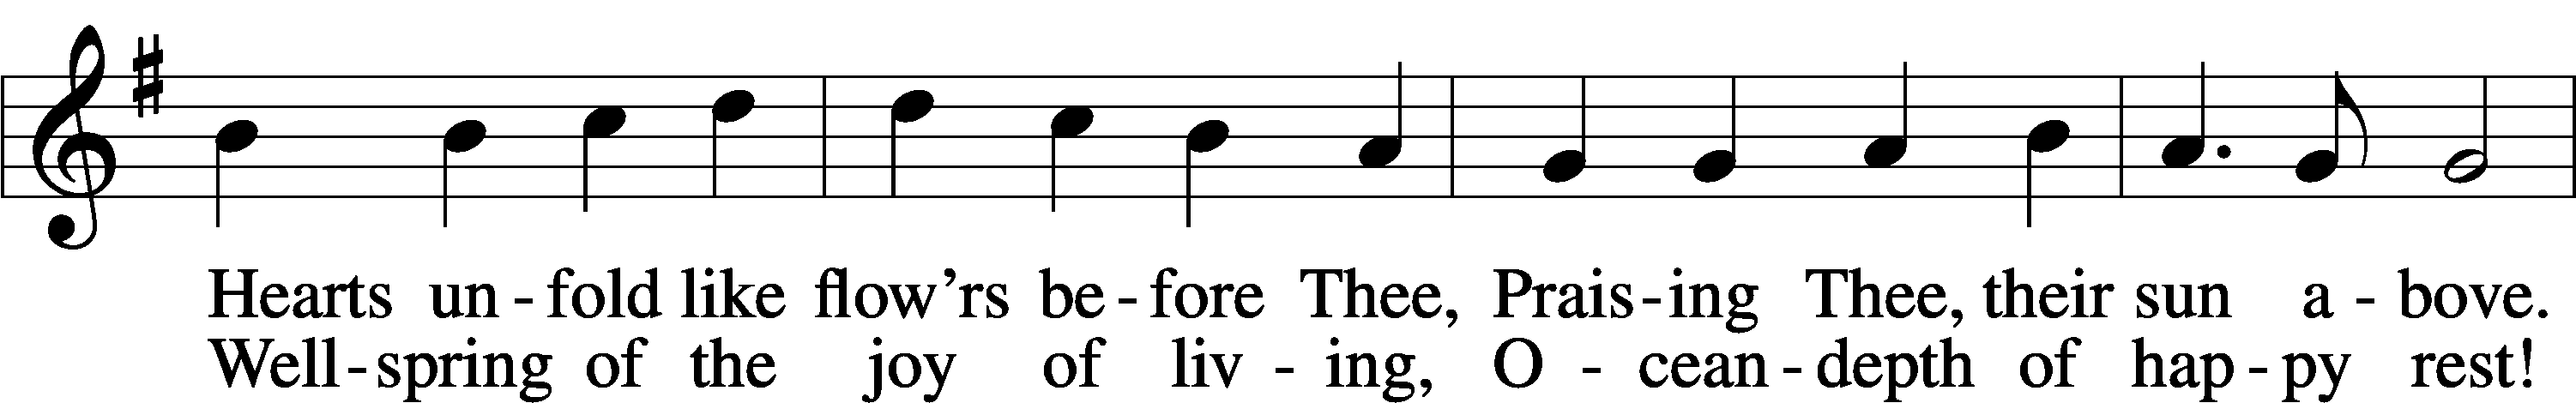 Hearts un - fold like flow’rs be - fore Thee, Prais - ing Thee, their sun a - bove.
Well - spring of the joy of liv - ing, O - cean - depth of hap - py rest!